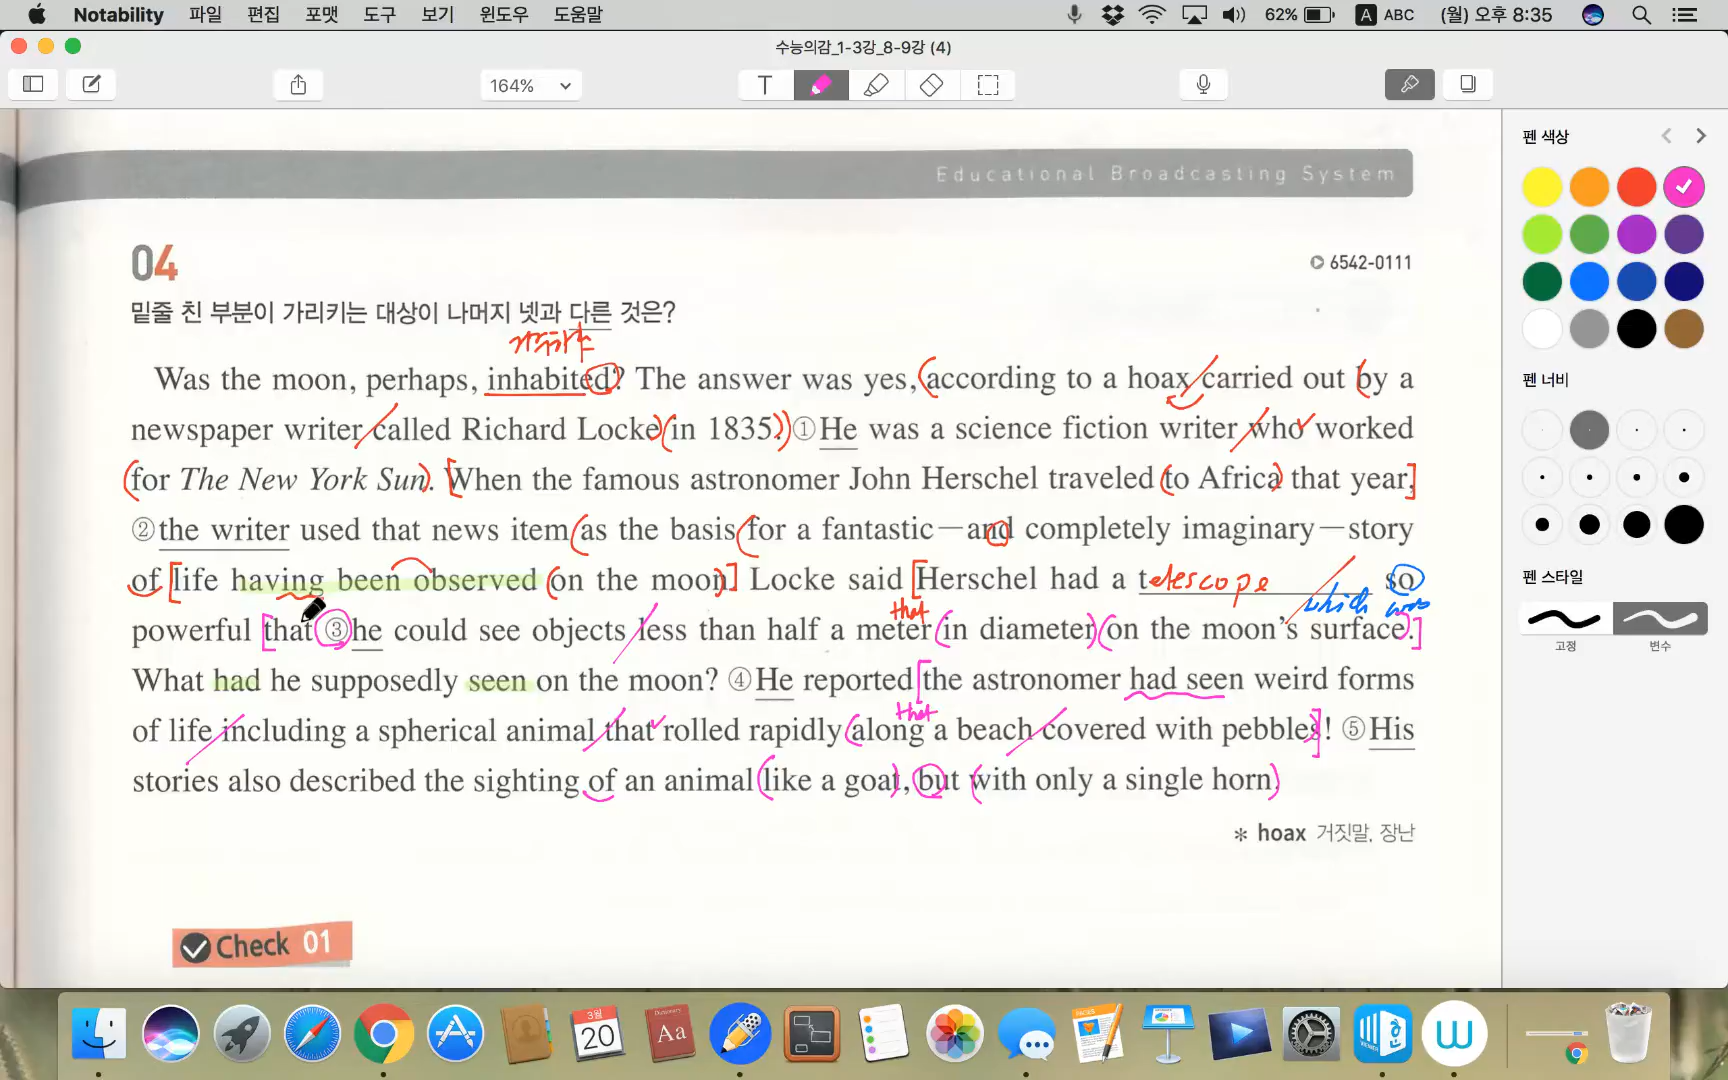 Notability 파일 편집 포맷 도구 보기 윈도우 도움말 62% A ABC (월) 오후 8:35
수능의감_1-3강_8-9강 (4)
164% T
Educational Broadcasting System
펜 색상
펜 너비
펜 스타일
고정 변수
04
6542-0111
밑줄 친 부분이 가리키는 대상이 나머지 넷과 다른 것은?
Was the moon, perhaps, inhabited? The answer was yes, according to a hoax carried out by a
newspaper writer called Richard Locke in 1835. ① He was a science fiction writer who worked
for The New York Sun. When the famous astronomer John Herschel traveled to Africa that year,
② the writer used that news item as the basis for a fantastic—and completely imaginary—story
of life having been observed on the moon. Locke said Herschel had a telescope so
that which was
powerful that ③ he could see objects less than half a meter in diameter on the moon's surface.
What had he supposedly seen on the moon? ④ He reported the astronomer had seen weird forms
that
of life including a spherical animal that rolled rapidly along a beach covered with pebbles! ⑤ His
stories also described the sighting of an animal like a goat, but with only a single horn.
* hoax 거짓말, 장난
Check 01
3월
20
Aa
W